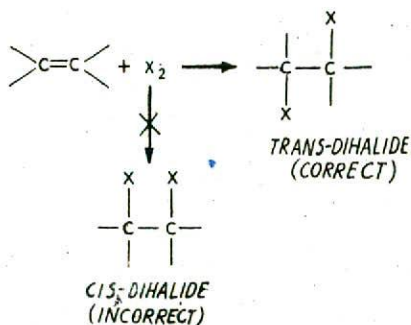 X
C=C + X₂ —C—C—
X
TRANS-DIHALIDE
(CORRECT)
X X
—C—C—
CIS-DIHALIDE
(INCORRECT)